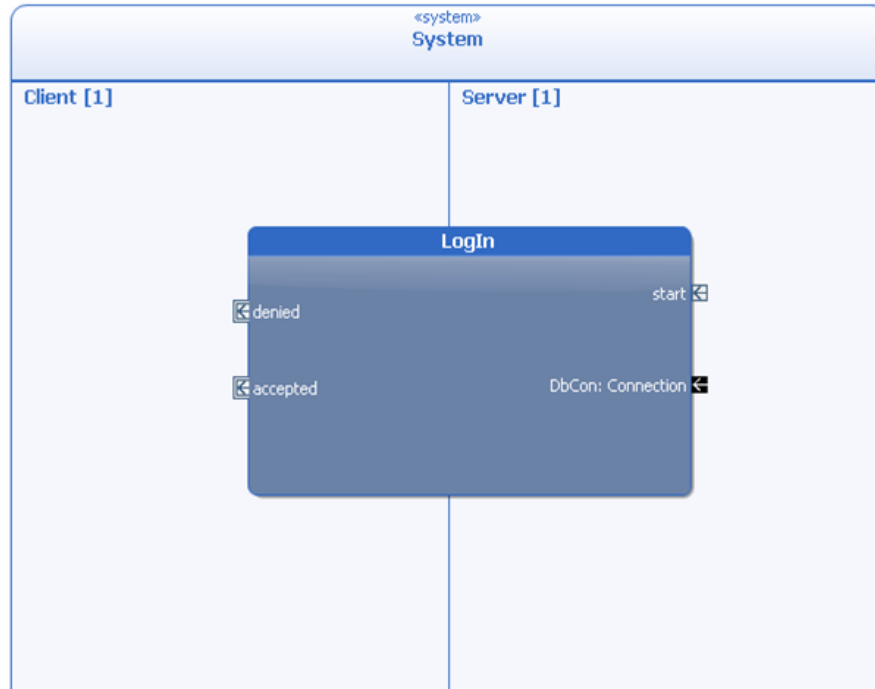 «system»
System
Client [1]
Server [1]
LogIn
start
denied
DbCon: Connection
accepted